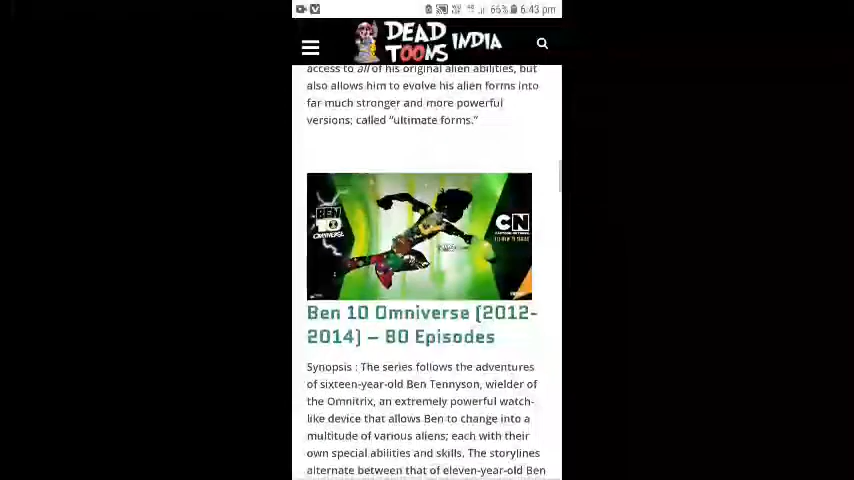 66% 6:43 pm
DEAD
TOONS INDIA
access to all of his original alien abilities, but
also allows him to evolve his alien forms into
far much stronger and more powerful
versions; called “ultimate forms.”
BEN
10
OMNIVERSE
CN
CARTOON NETWORK
Ben 10 Omniverse (2012-
2014) – 80 Episodes
Synopsis : The series follows the adventures
of sixteen-year-old Ben Tennyson, wielder of
the Omnitrix, an extremely powerful watch-
like device that allows Ben to change into a
multitude of various aliens; each with their
own special abilities and skills. The storylines
alternate between that of eleven-year-old Ben